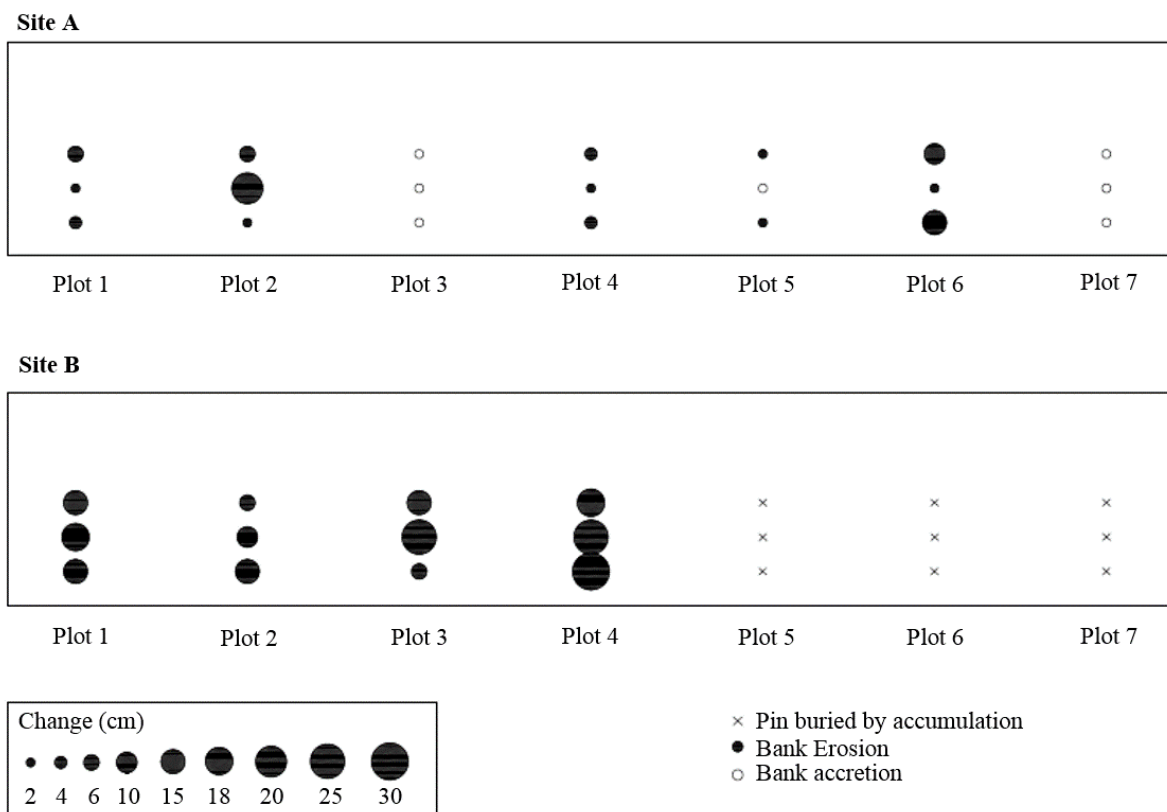 Site A
Plot 1 Plot 2 Plot 3 Plot 4 Plot 5 Plot 6 Plot 7
Site B
Plot 1 Plot 2 Plot 3 Plot 4 Plot 5 Plot 6 Plot 7
Change (cm)
2 4 6 10 15 18 20 25 30
Pin buried by accumulation
Bank Erosion
Bank accretion